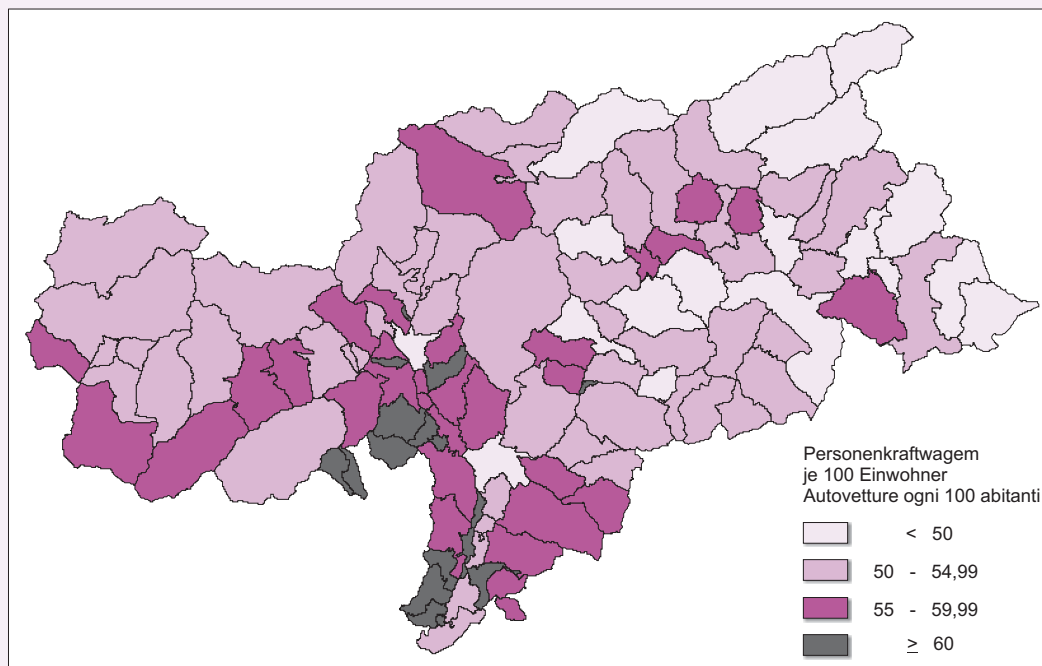 Personenkraftwagem
je 100 Einwohner
Autovetture ogni 100 abitanti
< 50
50 - 54,99
55 - 59,99
≥ 60